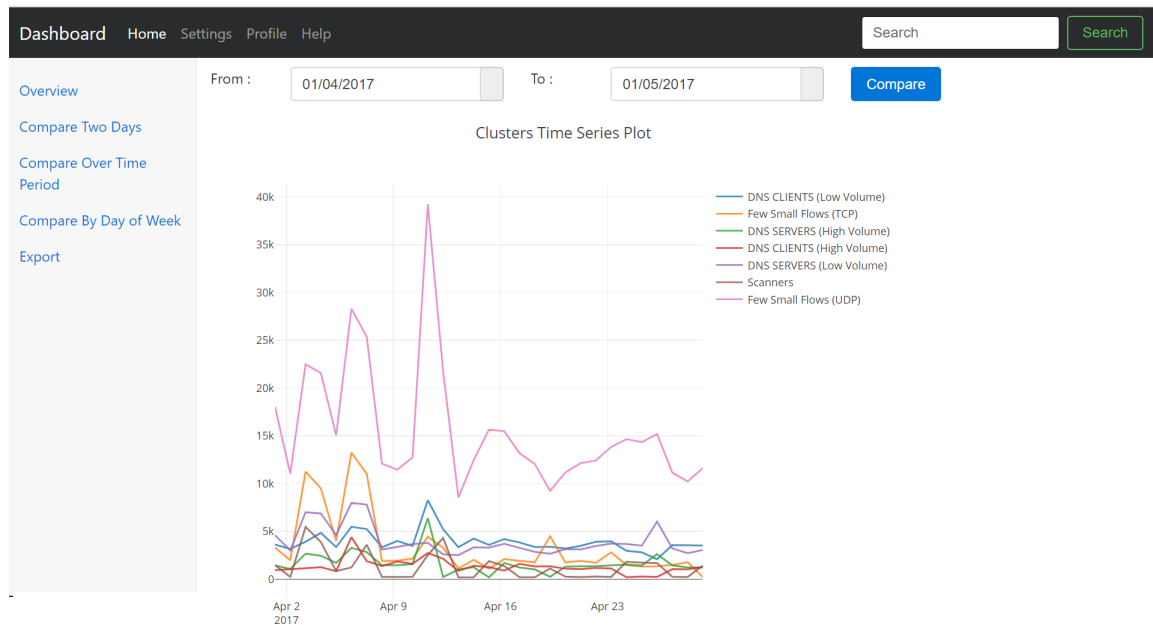 Dashboard Home Settings Profile Help Search Search
Overview
Compare Two Days
Compare Over Time
Period
Compare By Day of Week
Export
From : 01/04/2017 To : 01/05/2017 Compare
Clusters Time Series Plot
40k
35k
30k
25k
20k
15k
10k
5k
0
Apr 2
2017
Apr 9
Apr 16
Apr 23
DNS CLIENTS (Low Volume)
Few Small Flows (TCP)
DNS SERVERS (High Volume)
DNS CLIENTS (High Volume)
DNS SERVERS (Low Volume)
Scanners
Few Small Flows (UDP)